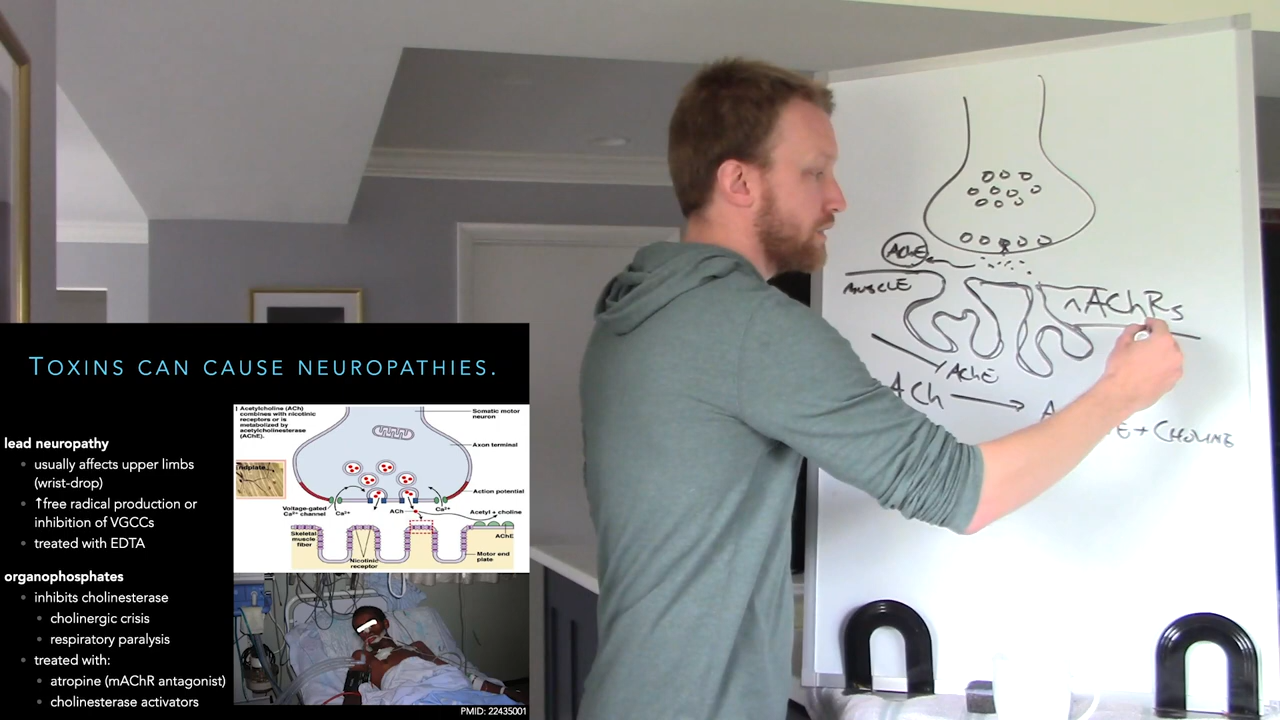 TOXINS CAN CAUSE NEUROPATHIES.
lead neuropathy
usually affects upper limbs
(wrist-drop)
↑free radical production or
inhibition of VGCCs
treated with EDTA
organophosphates
inhibits cholinesterase
cholinergic crisis
respiratory paralysis
treated with:
atropine (mAChR antagonist)
cholinesterase activators
Acetylcholine (ACh)
combines with nicotinic
receptors or is
metabolized by
acetylcholinesterase
(AChE).
Endplate
Somatic motor
neuron
Axon terminal
Action potential
Voltage-gated
Ca²⁺ channel
Ca²⁺
ACh
Ca²⁺
Acetyl + choline
Skeletal
muscle
fiber
AChE
Nicotinic
receptor
Motor end
plate
PMID: 22435001
AChE
MUSCLE
nAChRs
AChE
ACh
+ CHOLINE